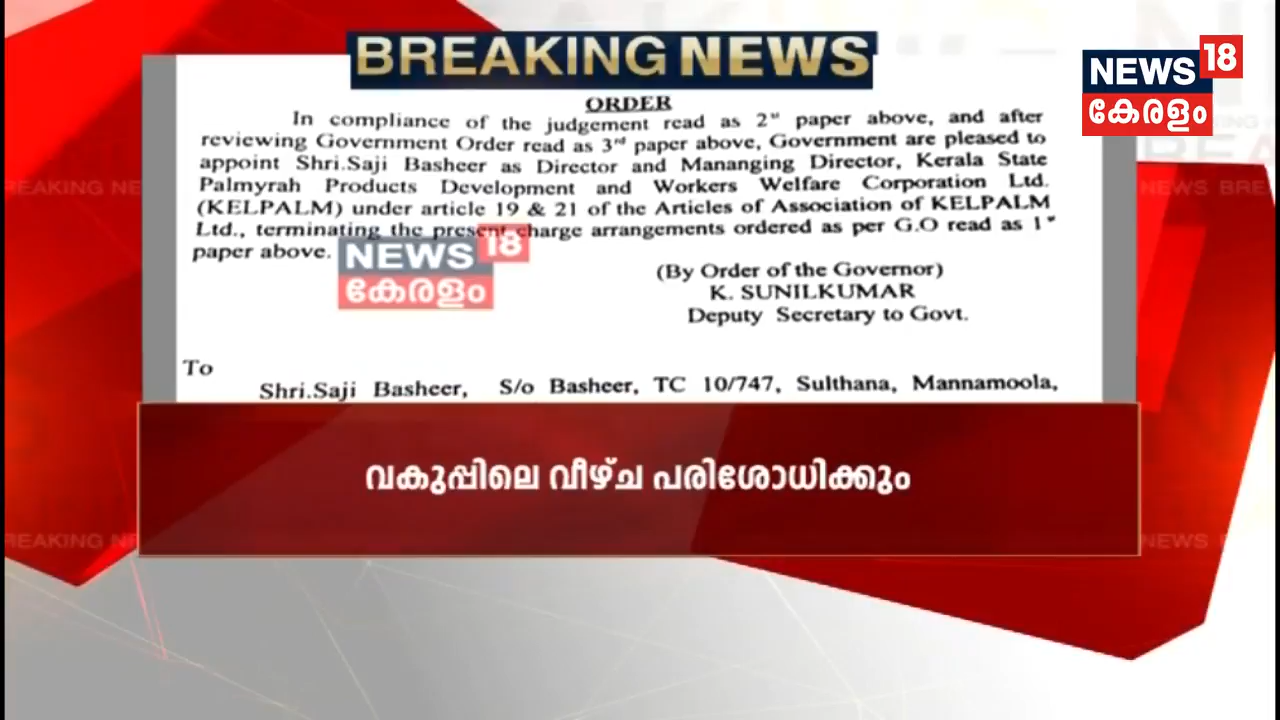 BREAKING NEWS
NEWS 18
കേരളം
ORDER
In compliance of the judgement read as 2nd paper above, and after
reviewing Government Order read as 3rd paper above, Government are pleased to
appoint Shri.Saji Basheer as Director and Mananging Director, Kerala State
Palmyrah Products Development and Workers Welfare Corporation Ltd.
(KELPALM) under article 19 & 21 of the Articles of Association of KELPALM
Ltd., terminating the present charge arrangements ordered as per G.O read as 1st
paper above.
NEWS 18
കേരളം
(By Order of the Governor)
K. SUNILKUMAR
Deputy Secretary to Govt.
To
Shri.Saji Basheer, S/o Basheer, TC 10/747, Sulthana, Mannamoola,
വകുപ്പിലെ വീഴ്ച പരിശോധിക്കും